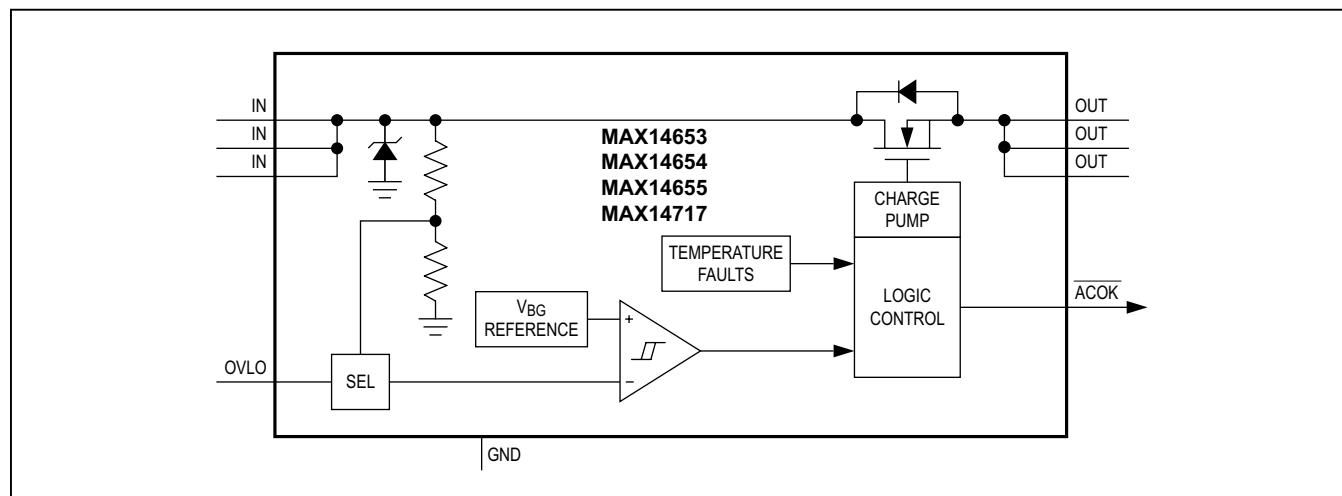 IN
IN
IN
OUT
OUT
OUT
MAX14653
MAX14654
MAX14655
MAX14717
CHARGE
PUMP
TEMPERATURE
FAULTS
LOGIC
CONTROL
ACOK
VBG
REFERENCE
+
−
OVLO
SEL
GND